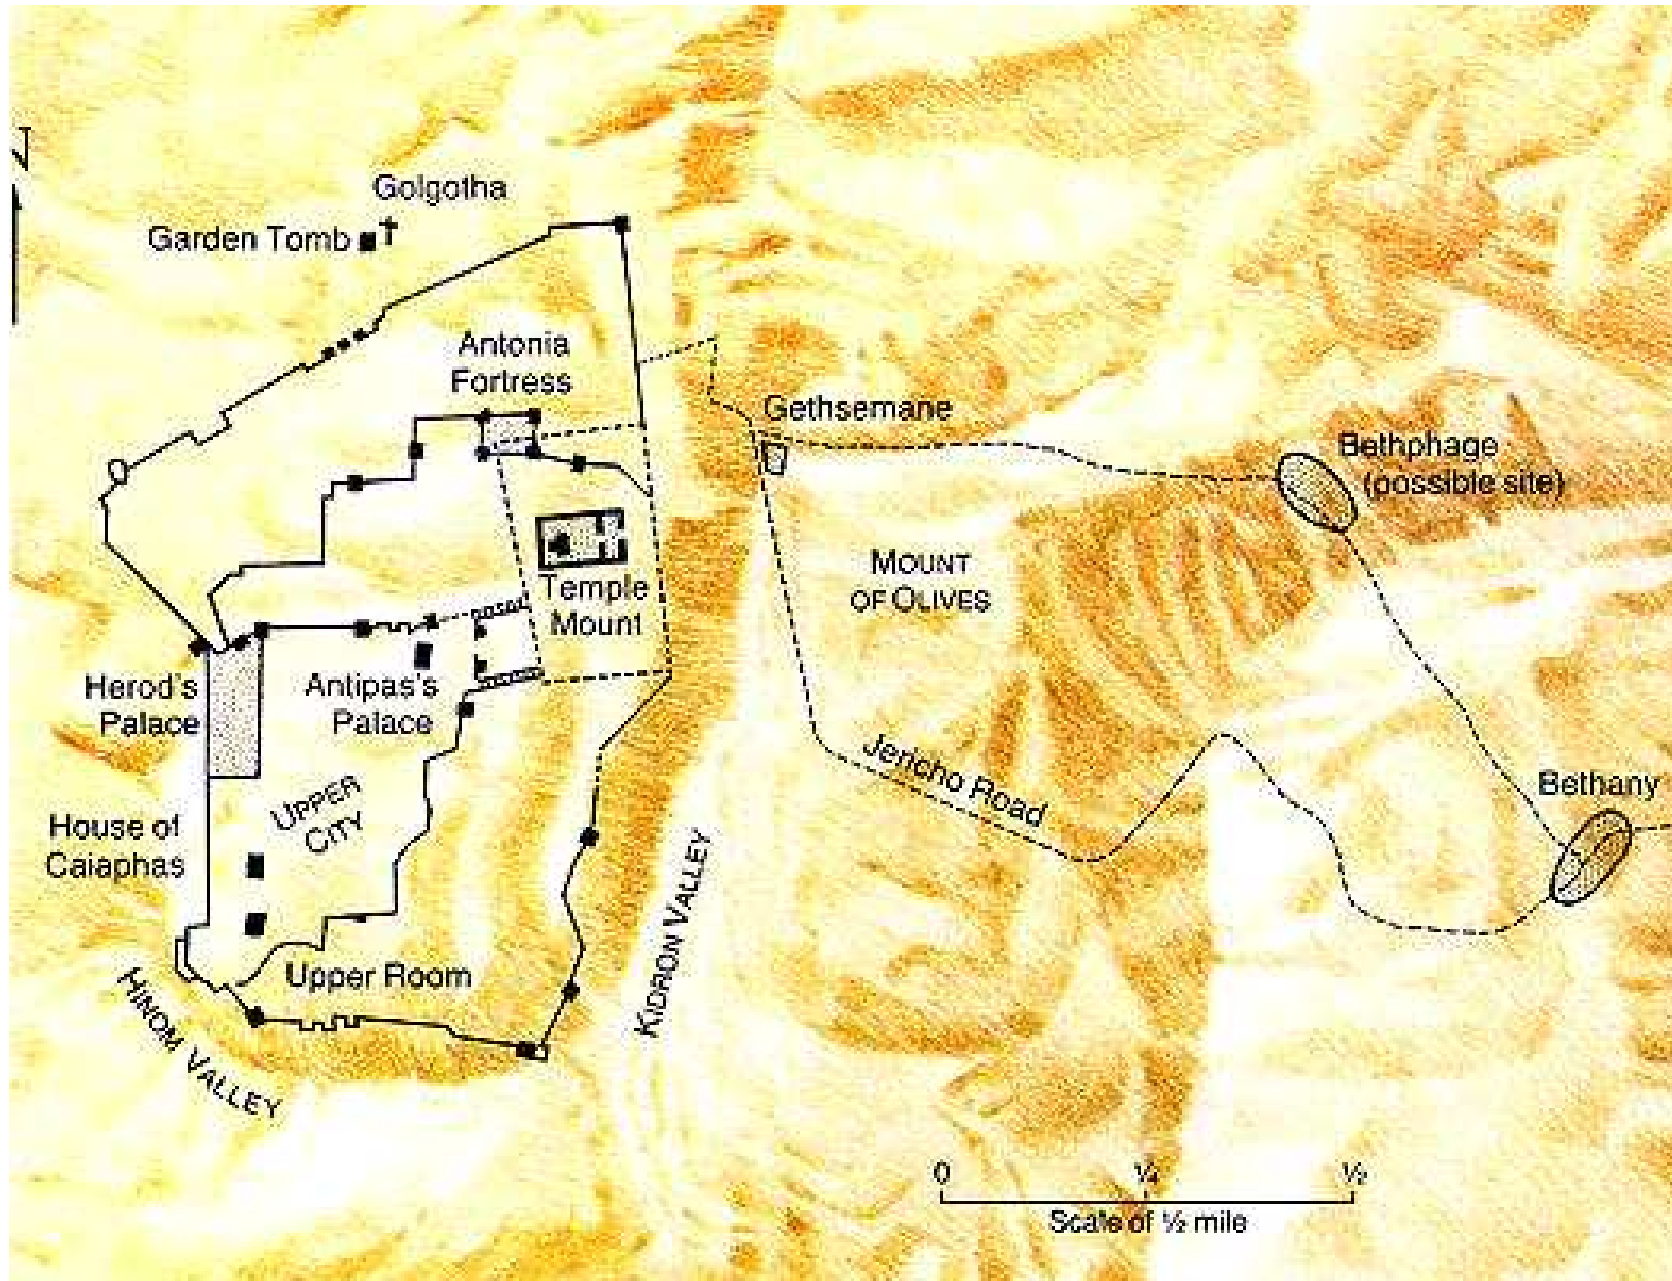 N
Golgotha
Garden Tomb
Antonia
Fortress
Gethsemane
Bethphage
(possible site)
MOUNT
OF OLIVES
Temple
Mount
Herod's
Palace
Antipas's
Palace
Jericho Road
Bethany
UPPER
CITY
House of
Caiaphas
KIDRON VALLEY
Upper Room
HINOM VALLEY
0 ¼ ½
Scale of ½ mile